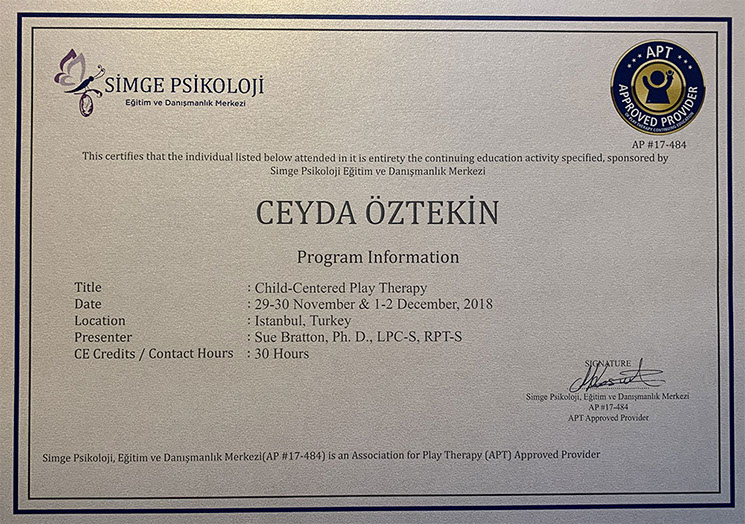 SİMGE PSİKOLOJİ
Eğitim ve Danışmanlık Merkezi
APT
APPROVED PROVIDER
OF PLAY THERAPY CONTINUING EDUCATION
AP #17-484
This certifies that the individual listed below attended in it is entirety the continuing education activity specified, sponsored by
Simge Psikoloji Eğitim ve Danışmanlık Merkezi
CEYDA ÖZTEKİN
Program Information
Title : Child-Centered Play Therapy
Date : 29-30 November & 1-2 December, 2018
Location : Istanbul, Turkey
Presenter : Sue Bratton, Ph. D., LPC-S, RPT-S
CE Credits / Contact Hours : 30 Hours
SIGNATURE
Simge Psikoloji, Eğitim ve Danışmanlık Merkezi
AP #17-484
APT Approved Provider
Simge Psikoloji, Eğitim ve Danışmanlık Merkezi(AP #17-484) is an Association for Play Therapy (APT) Approved Provider